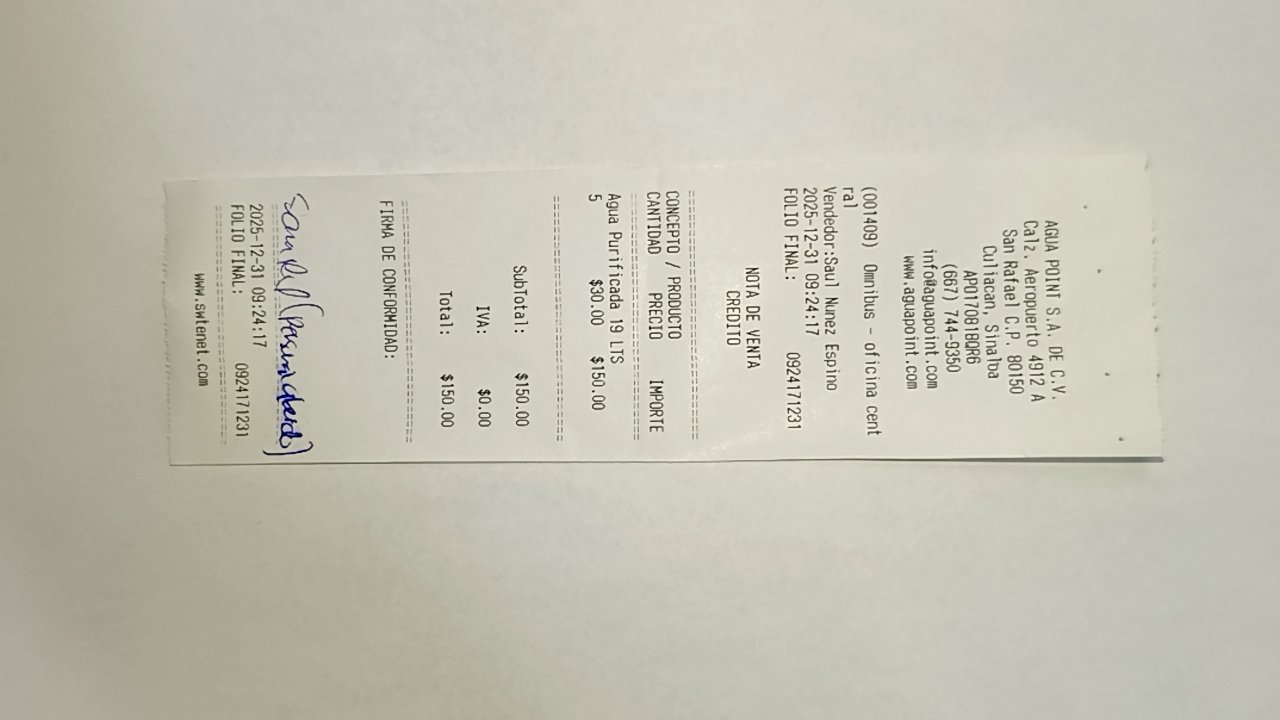 AGUA POINT S.A. DE C.V.
Calz. Aeropuerto 4912 A
San Rafael C.P. 80150
Culiacan, Sinalba
APO170818QR6
(667) 744-9350
info@aguapoint.com
www.aguapoint.com
(001409) Omnibus - oficina cent
ral
Vendedor:Saul Nunez Espino
2025-12-31 09:24:17
FOLIO FINAL: 0924171231
NOTA DE VENTA
CREDITO
CONCEPTO / PRODUCTO
CANTIDAD PRECIO IMPORTE
Agua Purificada 19 LTS
5 $30.00 $150.00
SubTotal: $150.00
IVA: $0.00
Total: $150.00
FIRMA DE CONFORMIDAD:
2025-12-31 09:24:17
FOLIO FINAL: 0924171231
www.swtenet.com